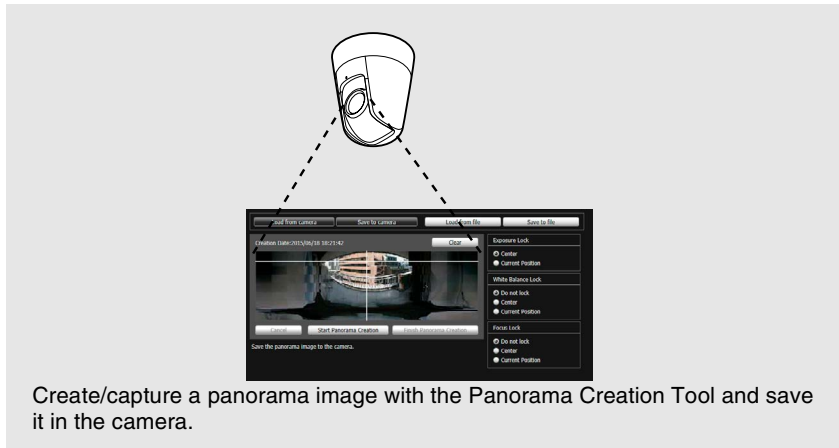 Load from camera Save to camera Load from file Save to file
Creation Date:2015/06/18 18:21:42 Clear
Exposure Lock
Center
Current Position
White Balance Lock
Do not lock
Center
Current Position
Cancel Start Panorama Creation Finish Panorama Creation
Focus Lock
Save the panorama image to the camera.
Do not lock
Center
Current Position
Create/capture a panorama image with the Panorama Creation Tool and save
it in the camera.